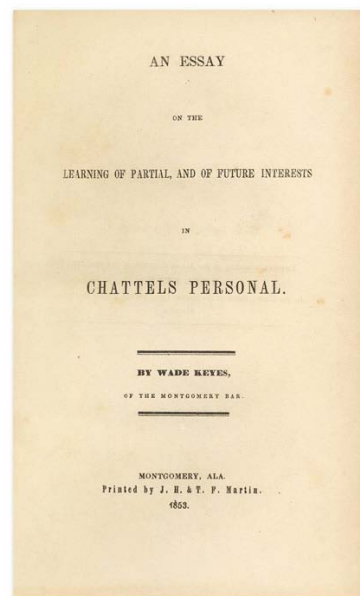 AN ESSAY
ON THE
LEARNING OF PARTIAL, AND OF FUTURE INTERESTS
IN
CHATTELS PERSONAL.
BY WADE KEYES,
OF THE MONTGOMERY BAR.
MONTGOMERY, ALA.
Printed by J. H. & T. F. Martin.
1853.